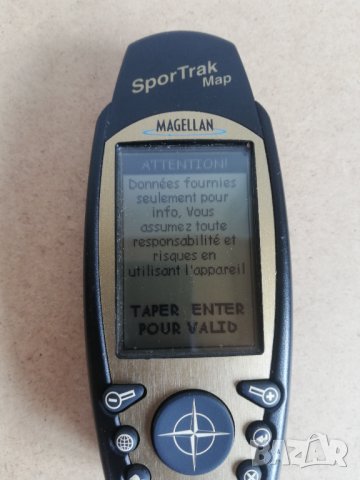 SporTrak
Map
MAGELLAN
ATTENTION!
Données fournies
seulement pour
info, Vous
assumez toute
responsabilité et
risques en
utilisant l'appareil
TAPER ENTER
POUR VALID
BAZAR